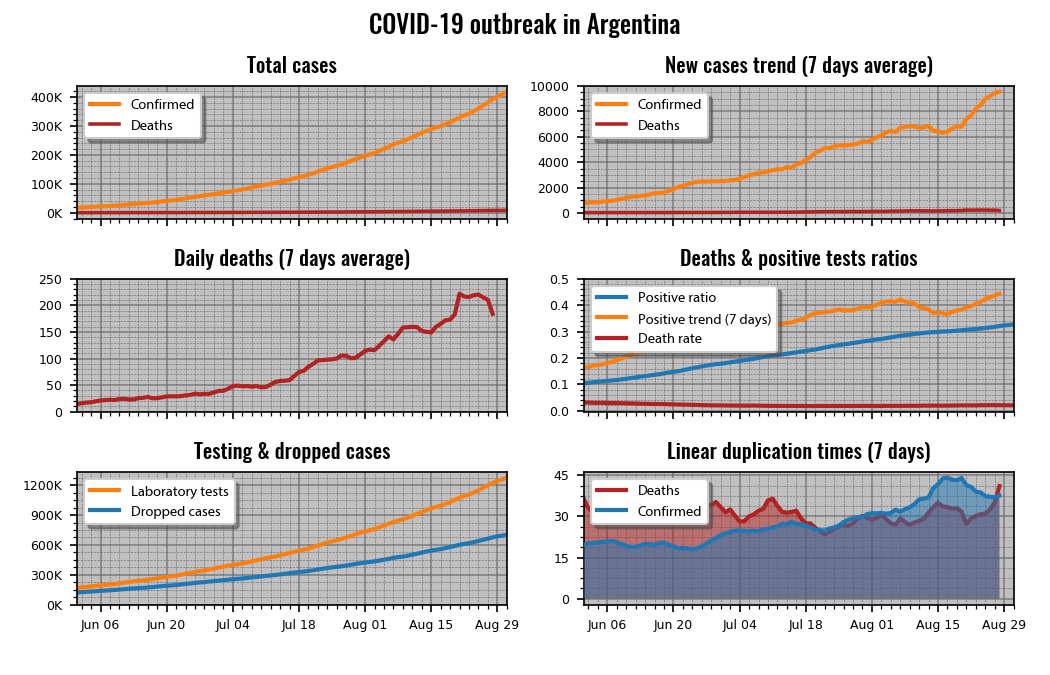 COVID-19 outbreak in Argentina
Total cases
400K
300K
200K
100K
0K
Confirmed
Deaths
New cases trend (7 days average)
10000
8000
6000
4000
2000
0
Confirmed
Deaths
Daily deaths (7 days average)
250
200
150
100
50
0
Deaths & positive tests ratios
0.5
0.4
0.3
0.2
0.1
0.0
Positive ratio
Positive trend (7 days)
Death rate
Testing & dropped cases
1200K
900K
600K
300K
0K
Laboratory tests
Dropped cases
Jun 06 Jun 20 Jul 04 Jul 18 Aug 01 Aug 15 Aug 29
Linear duplication times (7 days)
45
30
15
0
Deaths
Confirmed
Jun 06 Jun 20 Jul 04 Jul 18 Aug 01 Aug 15 Aug 29